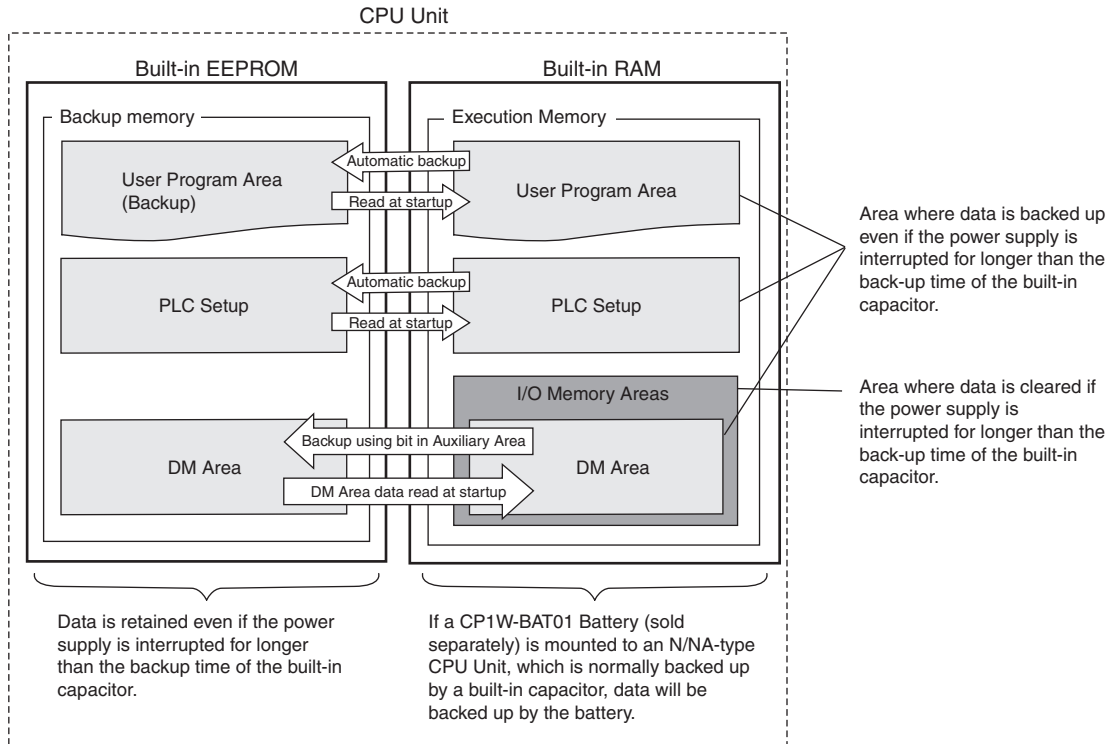 CPU Unit
Built-in EEPROM
Built-in RAM
Backup memory
Execution Memory
User Program Area
(Backup)
Automatic backup
Read at startup
User Program Area
PLC Setup
Automatic backup
Read at startup
PLC Setup
I/O Memory Areas
DM Area
Backup using bit in Auxiliary Area
DM Area data read at startup
DM Area
Area where data is backed up
even if the power supply is
interrupted for longer than the
back-up time of the built-in
capacitor.
Area where data is cleared if
the power supply is
interrupted for longer than the
back-up time of the built-in
capacitor.
Data is retained even if the power
supply is interrupted for longer
than the backup time of the built-in
capacitor.
If a CP1W-BAT01 Battery (sold
separately) is mounted to an N/NA-type
CPU Unit, which is normally backed up
by a built-in capacitor, data will be
backed up by the battery.